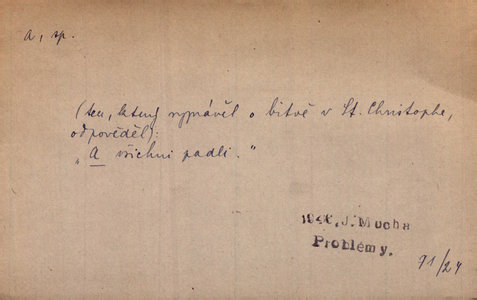 a, sp.
(ten, který vyprávěl o bitvě v St. Christophe,
odpověděl):
„A všichni padli."
1946, J. Mucha
Problémy.
91/24